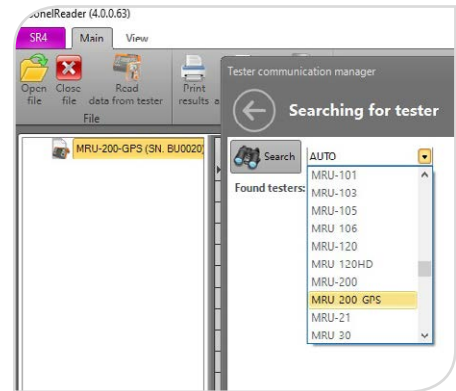 SonelReader (4.0.0.63)
SR4 Main View
Open file
Close file
Read data from tester
Print results
File
Tester communication manager
Searching for tester
MRU-200-GPS (SN. BU0020)
Search
AUTO
Found testers:
MRU-101
MRU-103
MRU-105
MRU 106
MRU-120
MRU 120HD
MRU-200
MRU 200 GPS
MRU-21
MRU 30